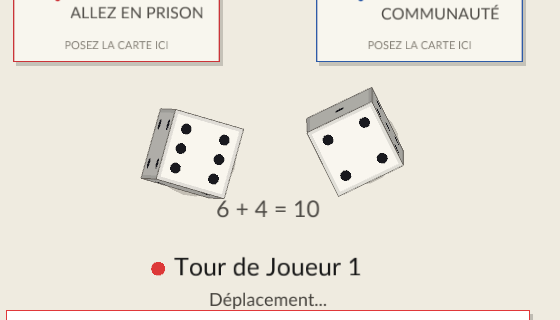 ALLEZ EN PRISON
COMMUNAUTÉ
POSEZ LA CARTE ICI
POSEZ LA CARTE ICI
6 + 4 = 10
Tour de Joueur 1
Déplacement...